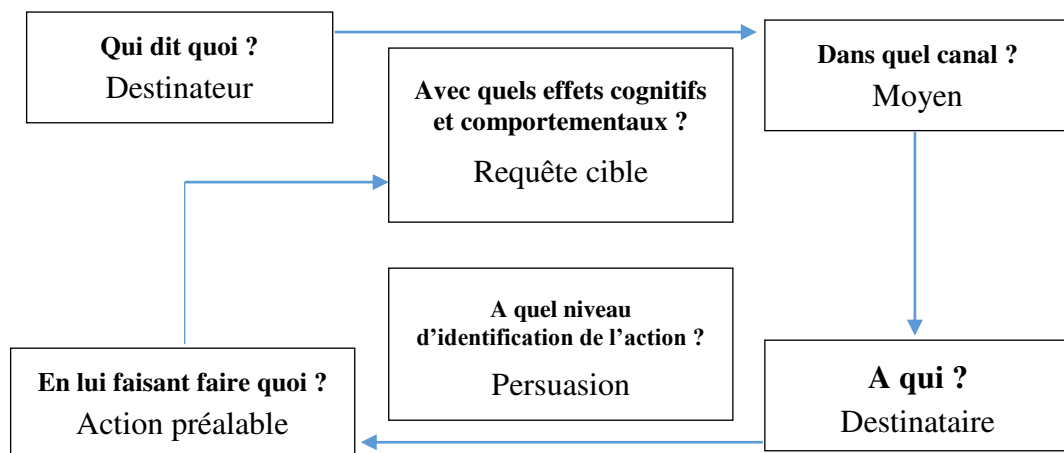 Qui dit quoi ?
Destinateur
Avec quels effets cognitifs
et comportementaux ?
Requête cible
Dans quel canal ?
Moyen
A quel niveau
d’identification de l’action ?
Persuasion
En lui faisant faire quoi ?
Action préalable
A qui ?
Destinataire